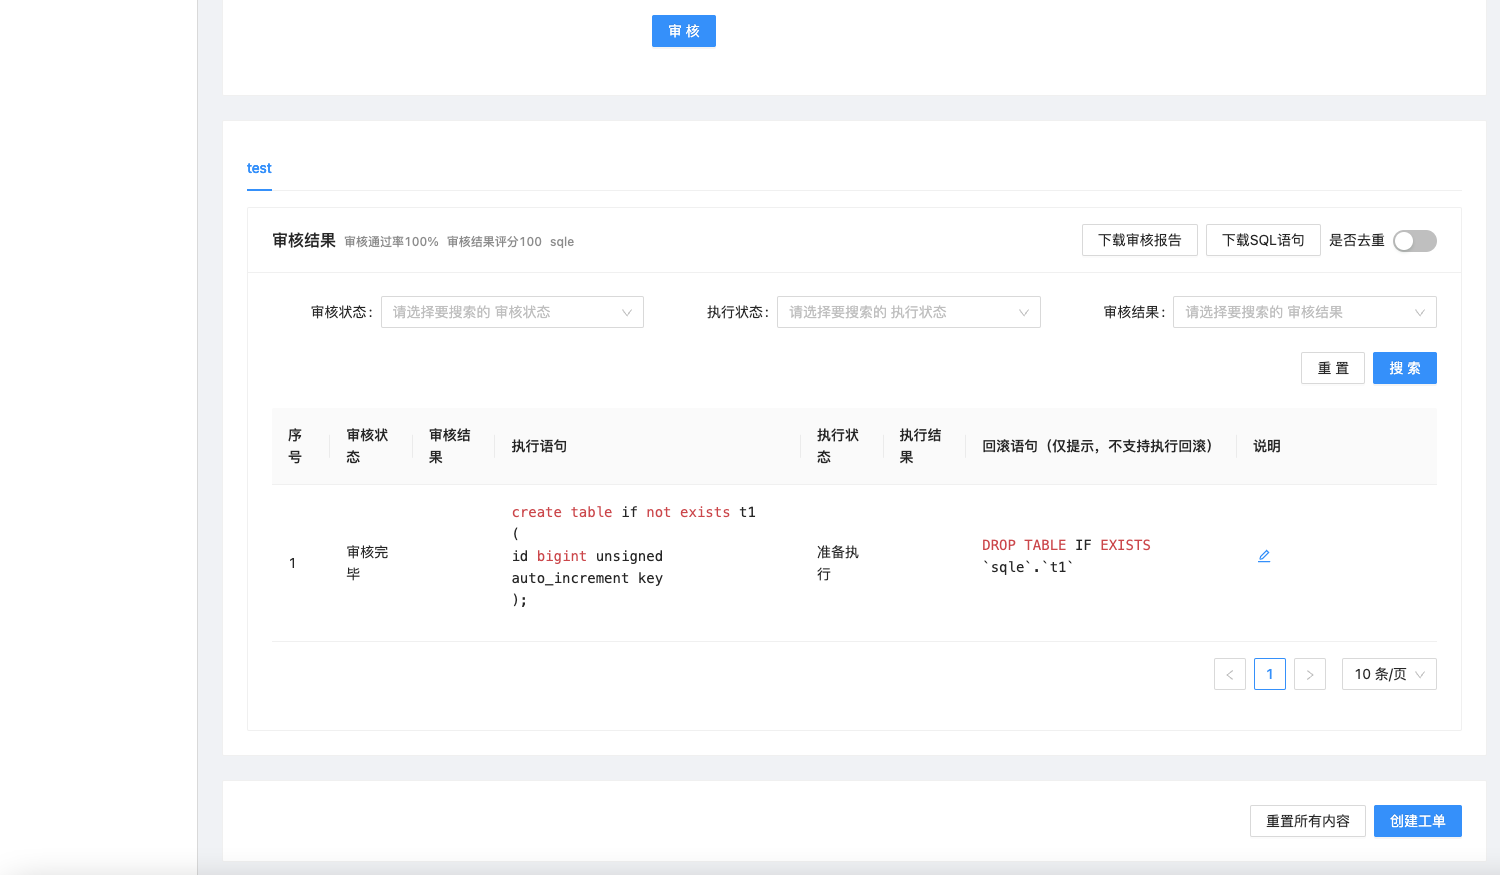 审 核
test
审核结果 审核通过率100% 审核结果评分100 sqle 下载审核报告 下载SQL语句 是否去重
审核状态: 请选择要搜索的 审核状态 执行状态: 请选择要搜索的 执行状态 审核结果: 请选择要搜索的 审核结果
重 置 搜 索
序号 审核状态 审核结果 执行语句 执行状态 执行结果 回滚语句（仅提示，不支持执行回滚） 说明
1 审核完毕
create table if not exists t1
(
id bigint unsigned
auto_increment key
);
准备执行
DROP TABLE IF EXISTS
`sqle`.`t1`
< 1 > 10 条/页
重置所有内容 创建工单